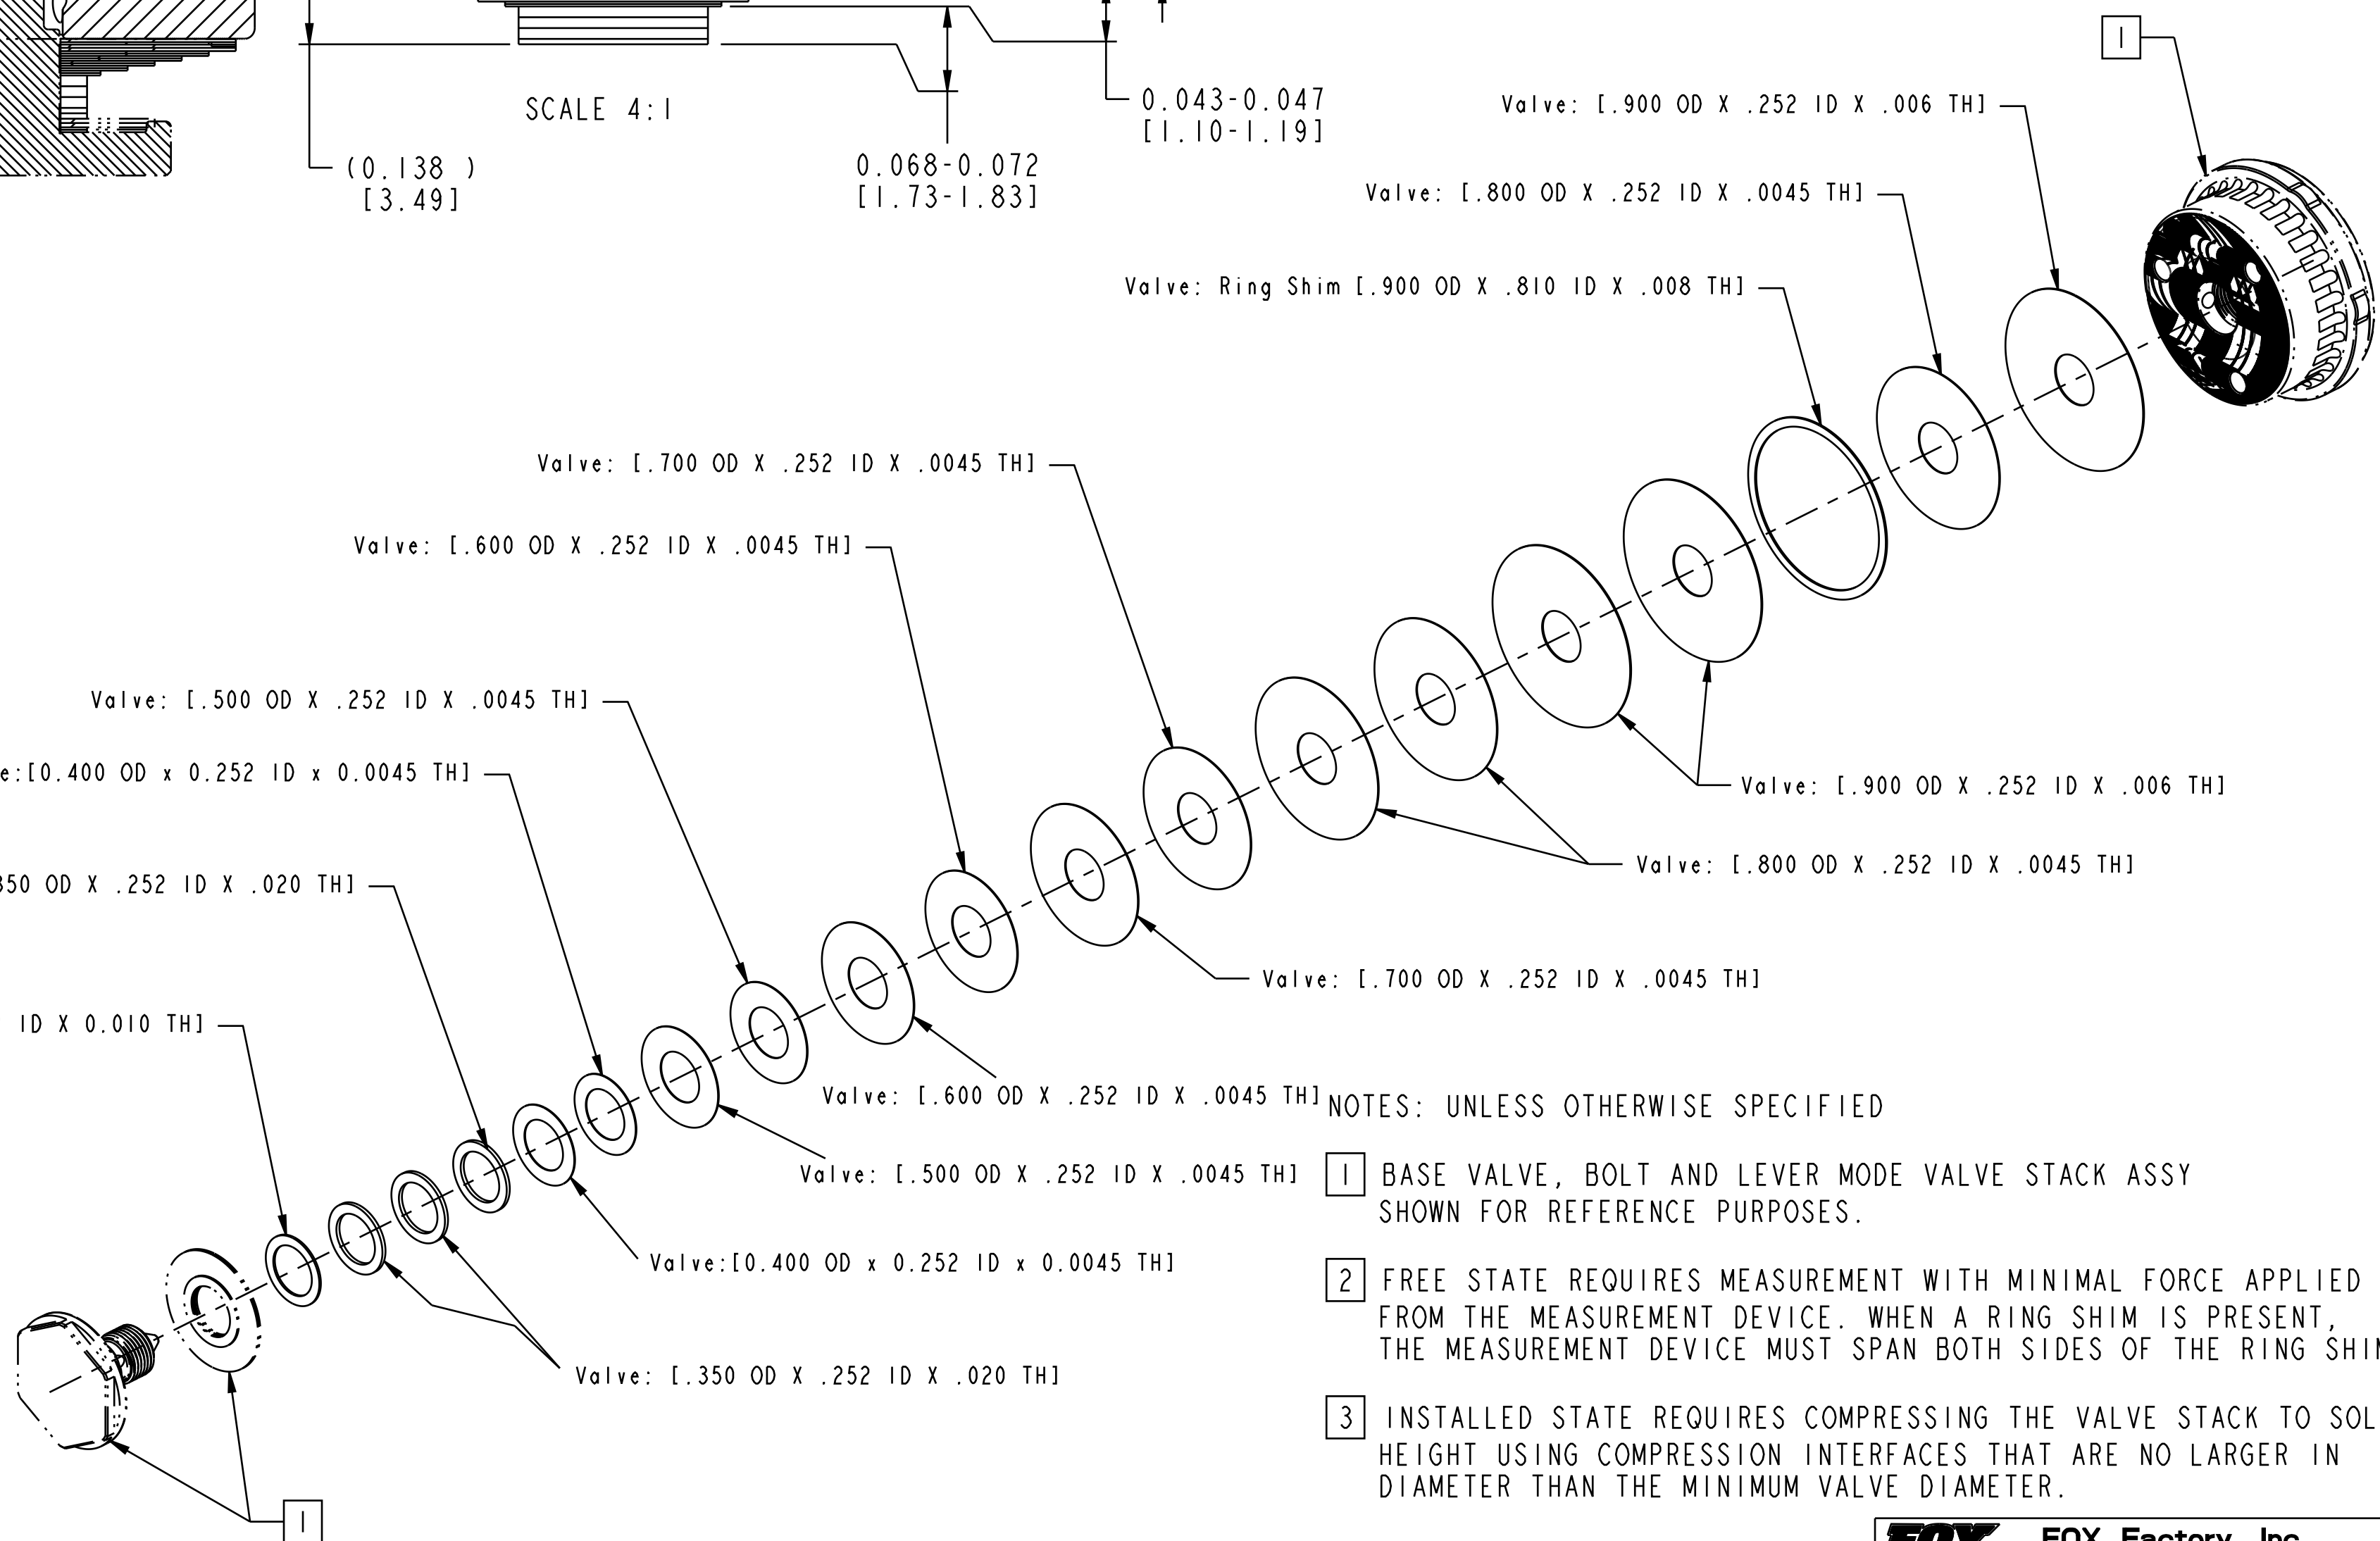 SCALE 4:1
(0.138 )
[3.49]
0.068-0.072
[1.73-1.83]
0.043-0.047
[1.10-1.19]
1
Valve: [.900 OD X .252 ID X .006 TH]
Valve: [.800 OD X .252 ID X .0045 TH]
Valve: Ring Shim [.900 OD X .810 ID X .008 TH]
Valve: [.700 OD X .252 ID X .0045 TH]
Valve: [.600 OD X .252 ID X .0045 TH]
Valve: [.500 OD X .252 ID X .0045 TH]
e:[0.400 OD x 0.252 ID x 0.0045 TH]
350 OD X .252 ID X .020 TH]
ID X 0.010 TH]
Valve: [.900 OD X .252 ID X .006 TH]
Valve: [.800 OD X .252 ID X .0045 TH]
Valve: [.700 OD X .252 ID X .0045 TH]
Valve: [.600 OD X .252 ID X .0045 TH]
Valve: [.500 OD X .252 ID X .0045 TH]
Valve:[0.400 OD x 0.252 ID x 0.0045 TH]
Valve: [.350 OD X .252 ID X .020 TH]
1
NOTES: UNLESS OTHERWISE SPECIFIED
1 BASE VALVE, BOLT AND LEVER MODE VALVE STACK ASSY
SHOWN FOR REFERENCE PURPOSES.
2 FREE STATE REQUIRES MEASUREMENT WITH MINIMAL FORCE APPLIED
FROM THE MEASUREMENT DEVICE. WHEN A RING SHIM IS PRESENT,
THE MEASUREMENT DEVICE MUST SPAN BOTH SIDES OF THE RING SHIM
3 INSTALLED STATE REQUIRES COMPRESSING THE VALVE STACK TO SOL
HEIGHT USING COMPRESSION INTERFACES THAT ARE NO LARGER IN
DIAMETER THAN THE MINIMUM VALVE DIAMETER.
FOX FOX Factory, Inc